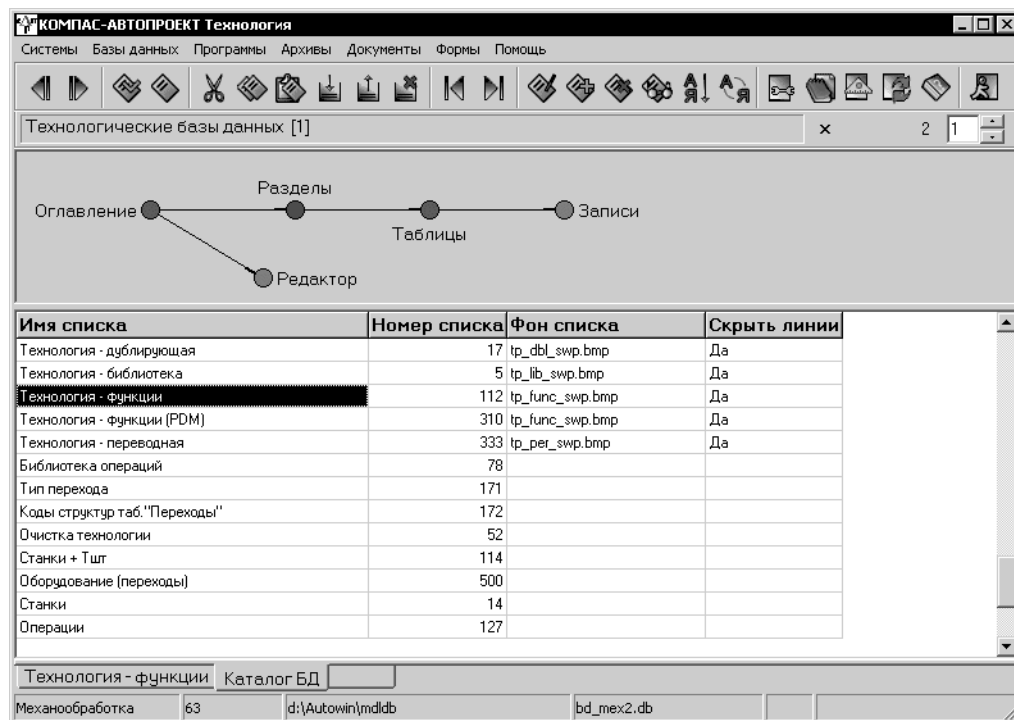 КОМПАС-АВТОПРОЕКТ Технология
Системы Базы данных Программы Архивы Документы Формы Помощь
Технологические базы данных [1] × 2 1
Разделы
Оглавление Записи
Таблицы
Редактор
Имя списка Номер списка Фон списка Скрыть линии
Технология - дублирующая 17 tp_dbl_swp.bmp Да
Технология - библиотека 5 tp_lib_swp.bmp Да
Технология - функции 112 tp_func_swp.bmp Да
Технология - функции (PDM) 310 tp_func_swp.bmp Да
Технология - переводная 333 tp_per_swp.bmp Да
Библиотека операций 78
Тип перехода 171
Коды структур таб."Переходы" 172
Очистка технологии 52
Станки + Тшт 114
Оборудование (переходы) 500
Станки 14
Операции 127
Технология - функции Каталог БД
Механообработка 63 d:\Autowin\mdldb bd_mex2.db